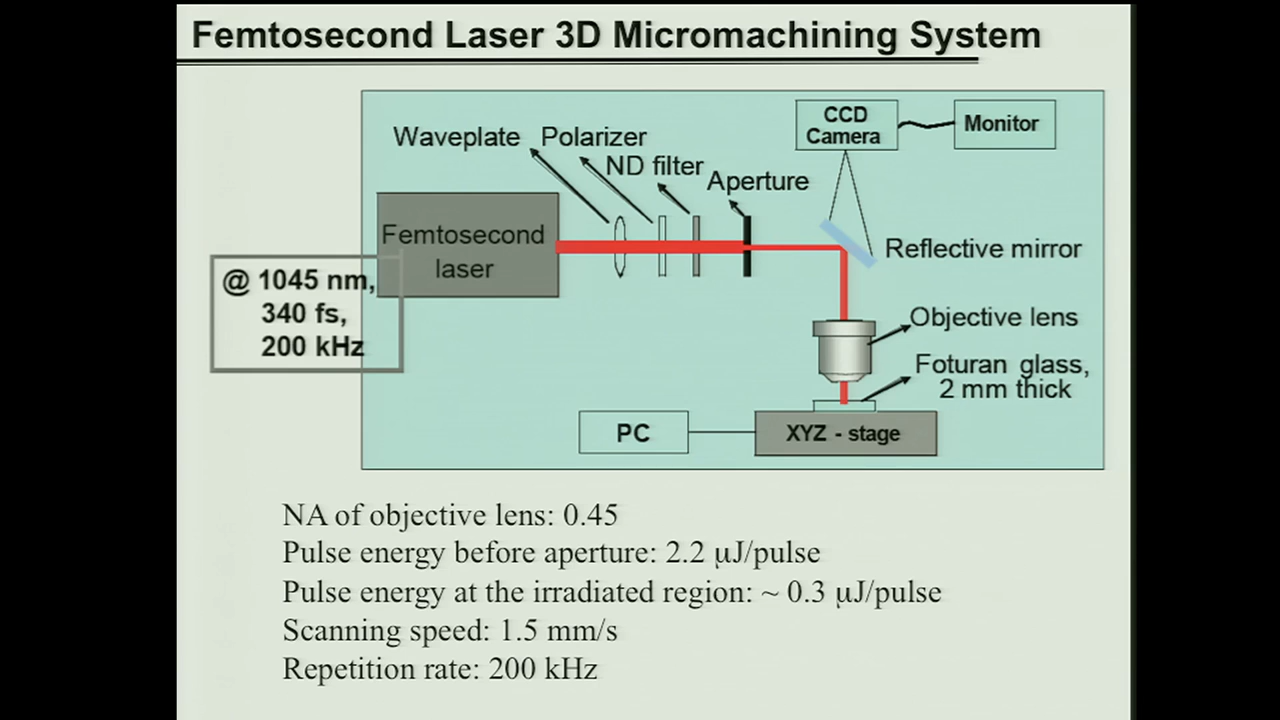 Femtosecond Laser 3D Micromachining System
CCD
Camera
Monitor
Waveplate
Polarizer
ND filter
Aperture
Femtosecond
laser
Reflective mirror
@ 1045 nm,
340 fs,
200 kHz
Objective lens
Foturan glass,
2 mm thick
PC
XYZ - stage
NA of objective lens: 0.45
Pulse energy before aperture: 2.2 μJ/pulse
Pulse energy at the irradiated region: ~ 0.3 μJ/pulse
Scanning speed: 1.5 mm/s
Repetition rate: 200 kHz